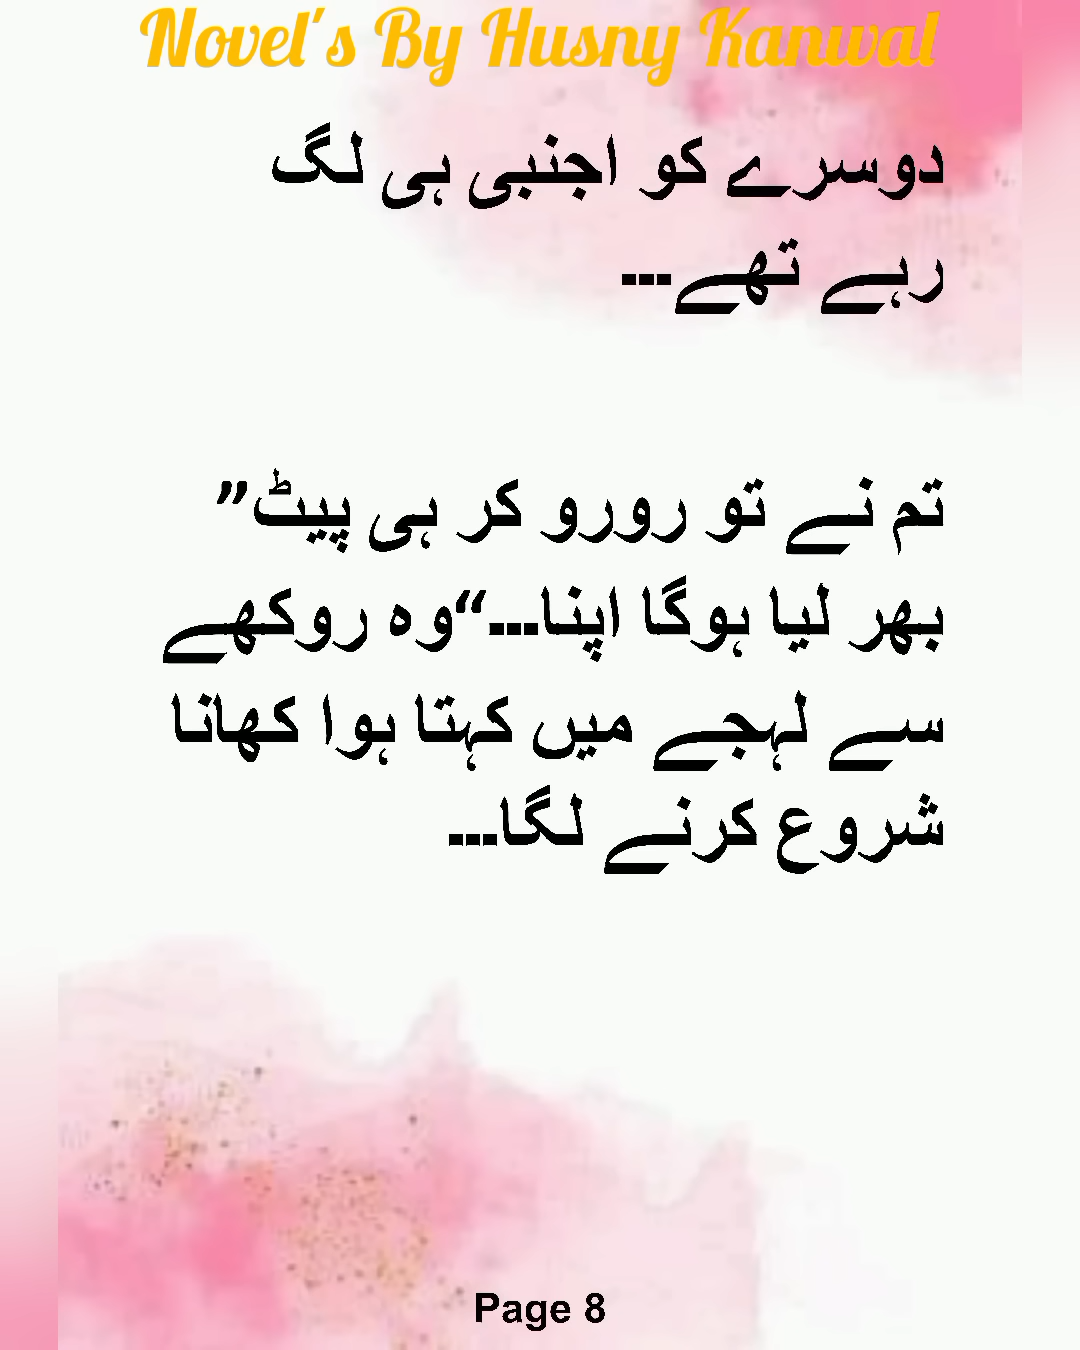 Novel's By Husny Kanwal
دوسرے کو اجنبی ہی لگ
رہے تھے...
تم نے تو رورو کر ہی پیٹ”
بھر لیا ہوگا اپنا...“وہ روکھے
سے لہجے میں کہتا ہوا کھانا
شروع کرنے لگا...
Page 8